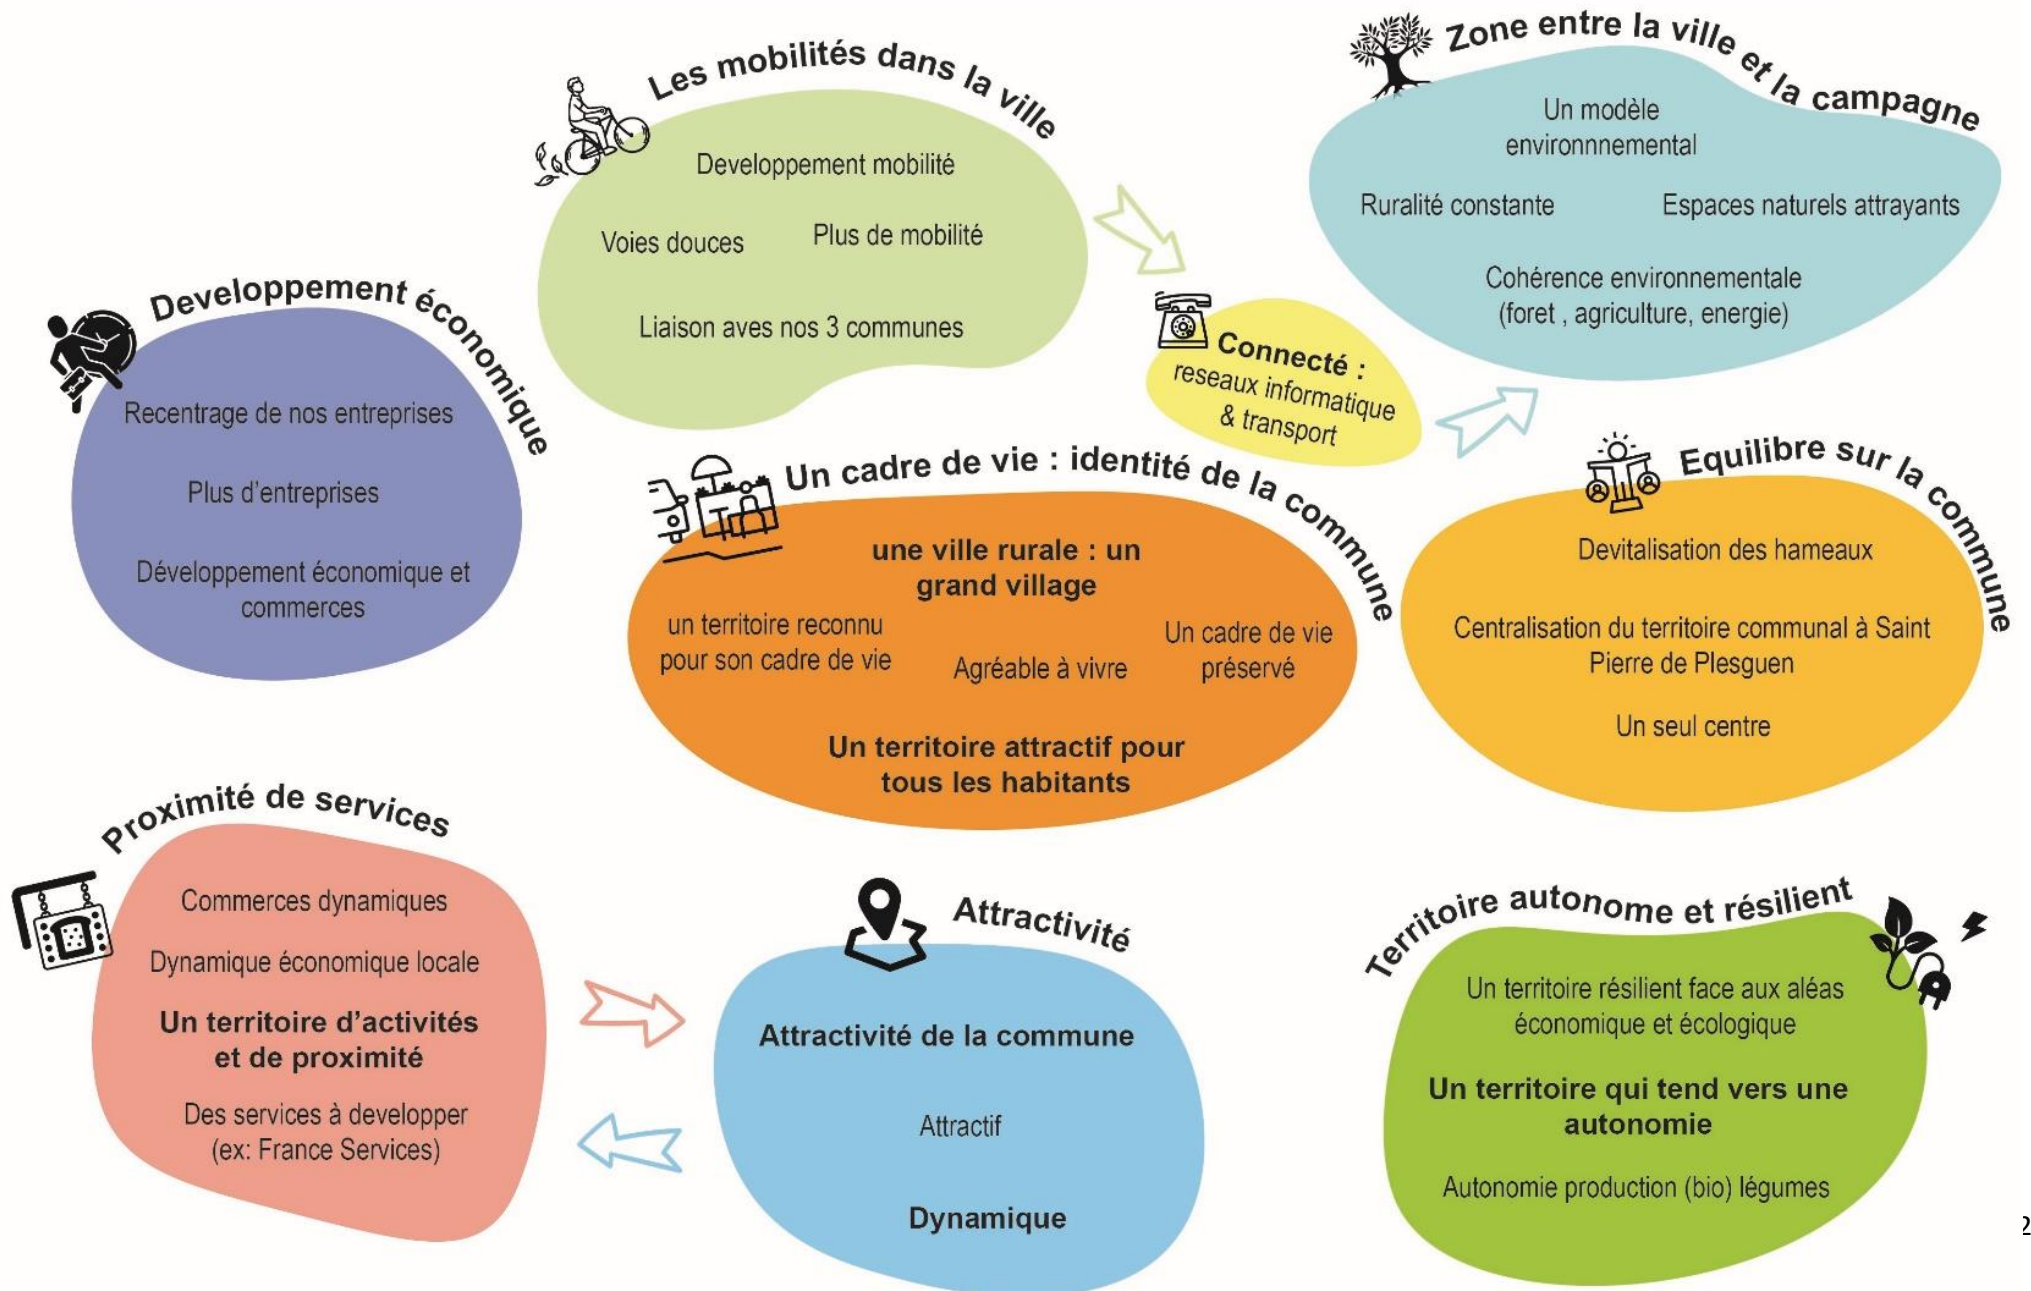 Les mobilités dans la ville
Developpement mobilité
Voies douces
Plus de mobilité
Liaison aves nos 3 communes
Zone entre la ville et la campagne
Un modèle
environnnemental
Ruralité constante
Espaces naturels attrayants
Cohérence environnementale
(foret , agriculture, energie)
Developpement économique
Recentrage de nos entreprises
Plus d'entreprises
Développement économique et
commerces
Connecté :
reseaux informatique
& transport
Un cadre de vie : identité de la commune
une ville rurale : un
grand village
un territoire reconnu
pour son cadre de vie
Agréable à vivre
Un cadre de vie
préservé
Un territoire attractif pour
tous les habitants
Equilibre sur la commune
Devitalisation des hameaux
Centralisation du territoire communal à Saint
Pierre de Plesguen
Un seul centre
Proximité de services
Commerces dynamiques
Dynamique économique locale
Un territoire d'activités
et de proximité
Des services à developper
(ex: France Services)
Attractivité
Attractivité de la commune
Attractif
Dynamique
Territoire autonome et résilient
Un territoire résilient face aux aléas
économique et écologique
Un territoire qui tend vers une
autonomie
Autonomie production (bio) légumes
2